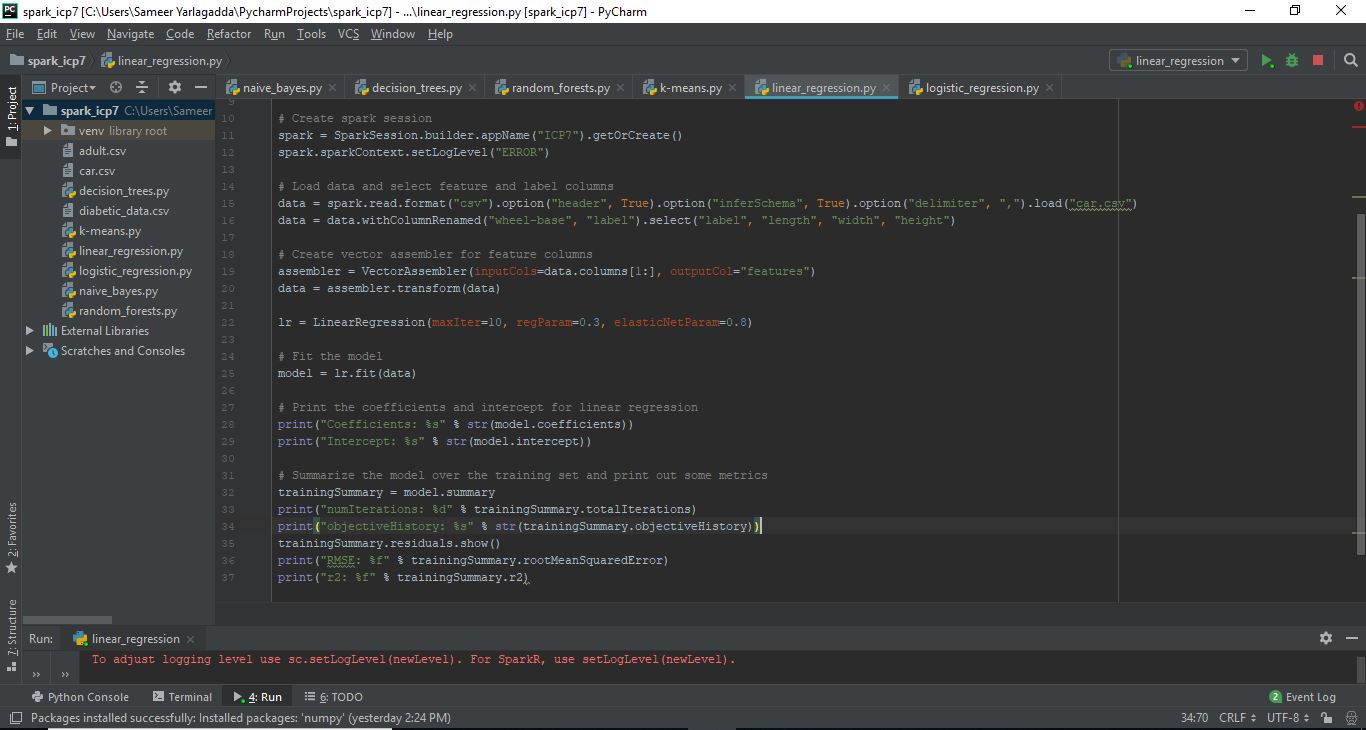 PC spark_icp7 [C:\Users\Sameer Yarlagadda\PycharmProjects\spark_icp7] - ...\linear_regression.py [spark_icp7] - PyCharm
File Edit View Navigate Code Refactor Run Tools VCS Window Help
spark_icp7 linear_regression.py linear_regression
1: Project
Project
naive_bayes.py decision_trees.py random_forests.py k-means.py linear_regression.py logistic_regression.py
spark_icp7 C:\Users\Sameer
venv library root
adult.csv
car.csv
decision_trees.py
diabetic_data.csv
k-means.py
linear_regression.py
logistic_regression.py
naive_bayes.py
random_forests.py
External Libraries
Scratches and Consoles
9
10 # Create spark session
11 spark = SparkSession.builder.appName("ICP7").getOrCreate()
12 spark.sparkContext.setLogLevel("ERROR")
13
14 # Load data and select feature and label columns
15 data = spark.read.format("csv").option("header", True).option("inferSchema", True).option("delimiter", ",").load("car.csv")
16 data = data.withColumnRenamed("wheel-base", "label").select("label", "length", "width", "height")
17
18 # Create vector assembler for feature columns
19 assembler = VectorAssembler(inputCols=data.columns[1:], outputCol="features")
20 data = assembler.transform(data)
21
22 lr = LinearRegression(maxIter=10, regParam=0.3, elasticNetParam=0.8)
23
24 # Fit the model
25 model = lr.fit(data)
26
27 # Print the coefficients and intercept for linear regression
28 print("Coefficients: %s" % str(model.coefficients))
29 print("Intercept: %s" % str(model.intercept))
30
31 # Summarize the model over the training set and print out some metrics
32 trainingSummary = model.summary
33 print("numIterations: %d" % trainingSummary.totalIterations)
34 print("objectiveHistory: %s" % str(trainingSummary.objectiveHistory))
35 trainingSummary.residuals.show()
36 print("RMSE: %f" % trainingSummary.rootMeanSquaredError)
37 print("r2: %f" % trainingSummary.r2)
2: Favorites
7: Structure
Run: linear_regression
To adjust logging level use sc.setLogLevel(newLevel). For SparkR, use setLogLevel(newLevel).
Python Console Terminal 4: Run 6: TODO 2 Event Log
Packages installed successfully: Installed packages: 'numpy' (yesterday 2:24 PM) 34:70 CRLF UTF-8